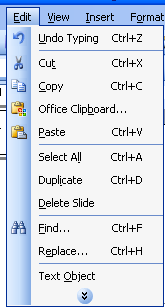 Edit View Insert Format
Undo Typing Ctrl+Z
Cut Ctrl+X
Copy Ctrl+C
Office Clipboard...
Paste Ctrl+V
Select All Ctrl+A
Duplicate Ctrl+D
Delete Slide
Find... Ctrl+F
Replace... Ctrl+H
Text Object